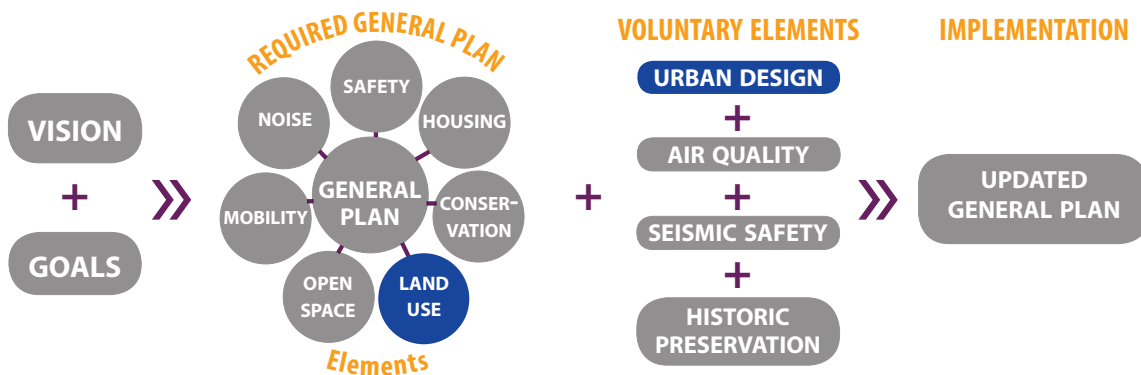 VISION
+
GOALS
REQUIRED GENERAL PLAN
SAFETY
NOISE
HOUSING
GENERAL
PLAN
MOBILITY
CONSER-
VATION
OPEN
SPACE
LAND
USE
Elements
+
VOLUNTARY ELEMENTS
URBAN DESIGN
+
AIR QUALITY
+
SEISMIC SAFETY
+
HISTORIC
PRESERVATION
IMPLEMENTATION
UPDATED
GENERAL PLAN